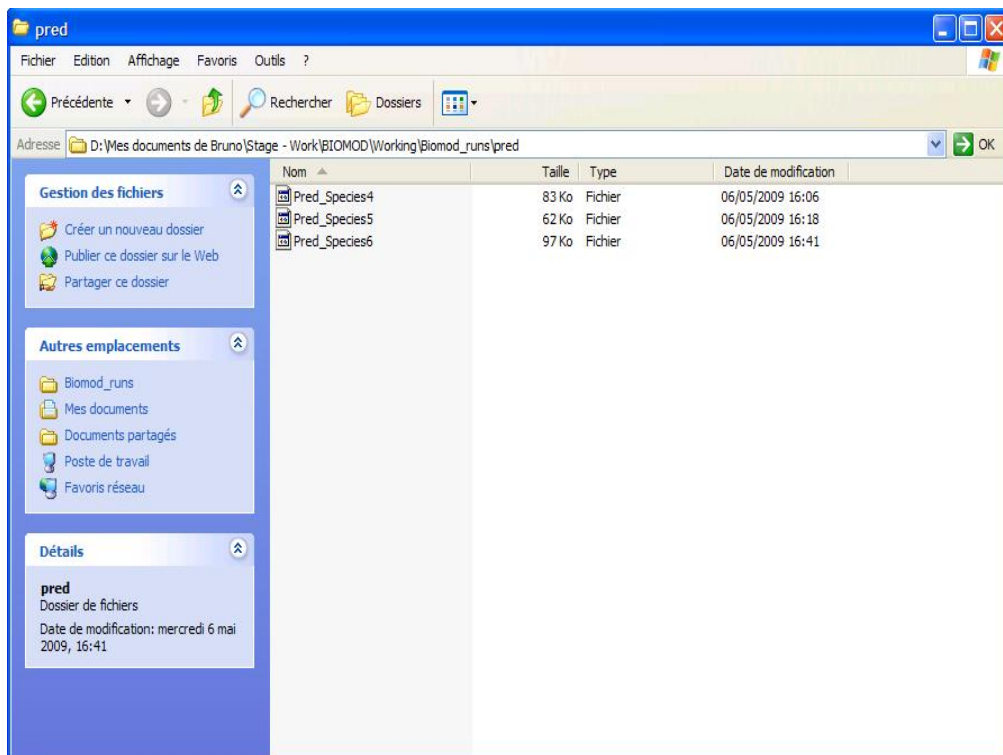 pred
Fichier Edition Affichage Favoris Outils ?
Précédente Rechercher Dossiers
Adresse D:\Mes documents de Bruno\Stage - Work\BIOMOD\Working\Biomod_runs\pred OK
Gestion des fichiers
Créer un nouveau dossier
Publier ce dossier sur le Web
Partager ce dossier
Autres emplacements
Biomod_runs
Mes documents
Documents partagés
Poste de travail
Favoris réseau
Détails
pred
Dossier de fichiers
Date de modification: mercredi 6 mai
2009, 16:41
Nom Taille Type Date de modification
Pred_Species4 83 Ko Fichier 06/05/2009 16:06
Pred_Species5 62 Ko Fichier 06/05/2009 16:18
Pred_Species6 97 Ko Fichier 06/05/2009 16:41